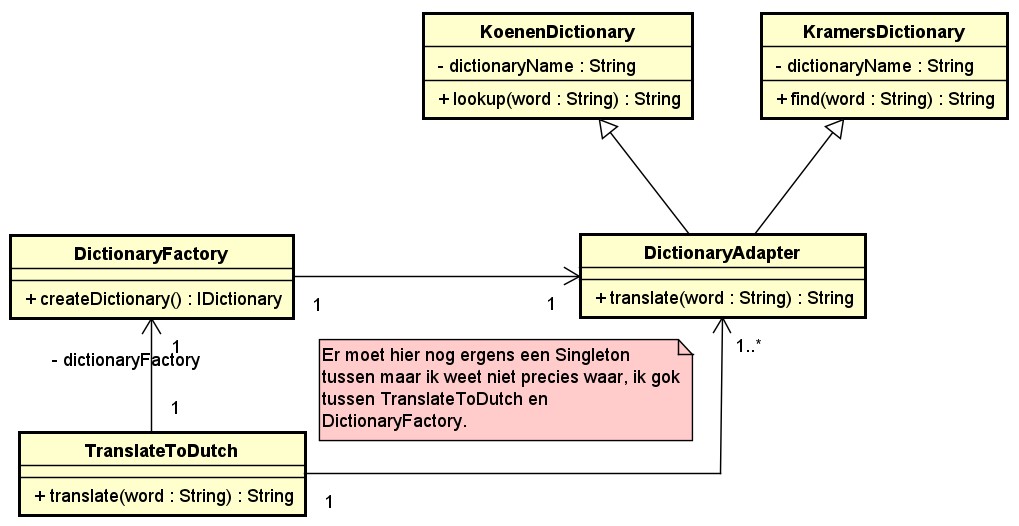 KoenenDictionary
- dictionaryName : String
+ lookup(word : String) : String
KramersDictionary
- dictionaryName : String
+ find(word : String) : String
DictionaryFactory
+ createDictionary() : IDictionary
DictionaryAdapter
+ translate(word : String) : String
1
1
1
- dictionaryFactory
1
Er moet hier nog ergens een Singleton
tussen maar ik weet niet precies waar, ik gok
tussen TranslateToDutch en
DictionaryFactory.
1..*
TranslateToDutch
+ translate(word : String) : String
1